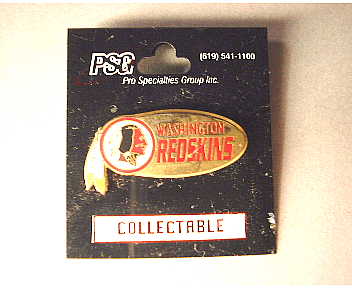 PSG (619) 541-1100
Pro Specialties Group Inc.
WASHINGTON
REDSKINS
COLLECTABLE